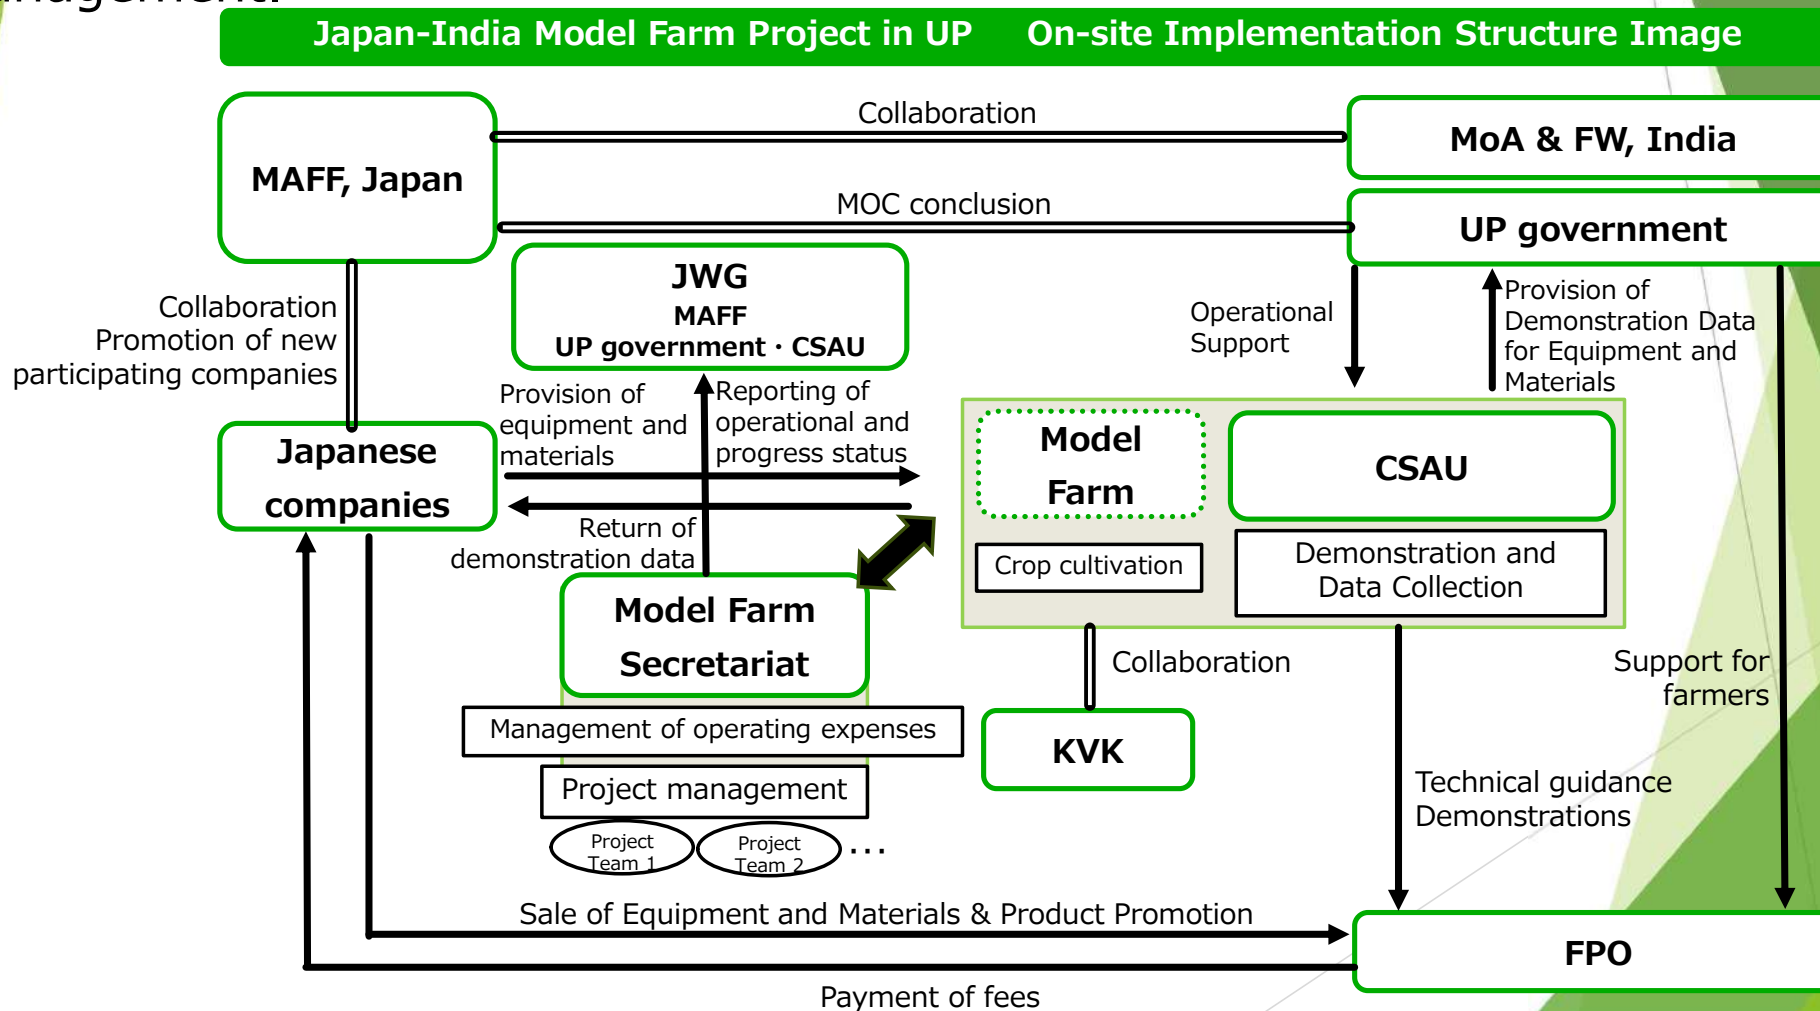 Japan-India Model Farm Project in UP On-site Implementation Structure Image
Collaboration
MAFF, Japan
MoA & FW, India
MOC conclusion
UP government
JWG
MAFF
UP government・CSAU
Collaboration
Promotion of new
participating companies
Operational
Support
Provision of
Demonstration Data
for Equipment and
Materials
Provision of
equipment and
materials
Reporting of
operational and
progress status
Japanese
companies
Model
Farm
CSAU
Return of
demonstration data
Crop cultivation
Demonstration and
Data Collection
Model Farm
Secretariat
Collaboration
Support for
farmers
Management of operating expenses
KVK
Project management
Technical guidance
Demonstrations
Project
Team 1
Project
Team 2
...
Sale of Equipment and Materials & Product Promotion
FPO
Payment of fees